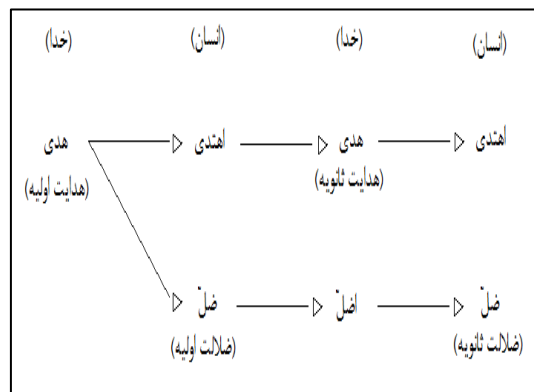 (خدا)
(انسان)
(خدا)
(انسان)
هدی
(هدایت اولیه)
اهتدی
هدی
(هدایت ثانویه)
اهتدی
ضلّ
(ضلالت اولیه)
اضلّ
ضلّ
(ضلالت ثانویه)